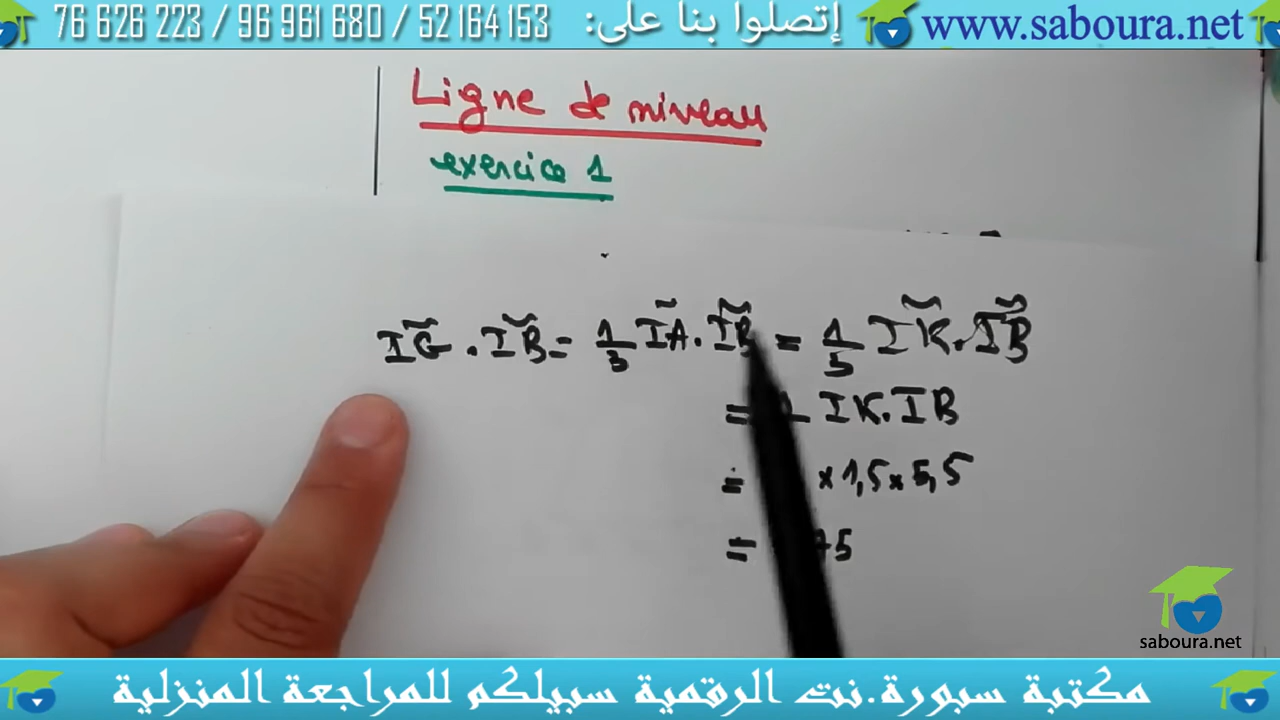 76 626 223 / 96 961 680 / 52 164 153 إتصلوا بنا على: www.saboura.net
Ligne de niveau
exercice 1
IG . IB = 1/3 IA . IB = 1/3 IK . IB
= IK . IB
= × 1,5 × 5,5
= 75
saboura.net
مكتبة سبورة.نت الرقمية سبيلكم للمراجعة المنزلية